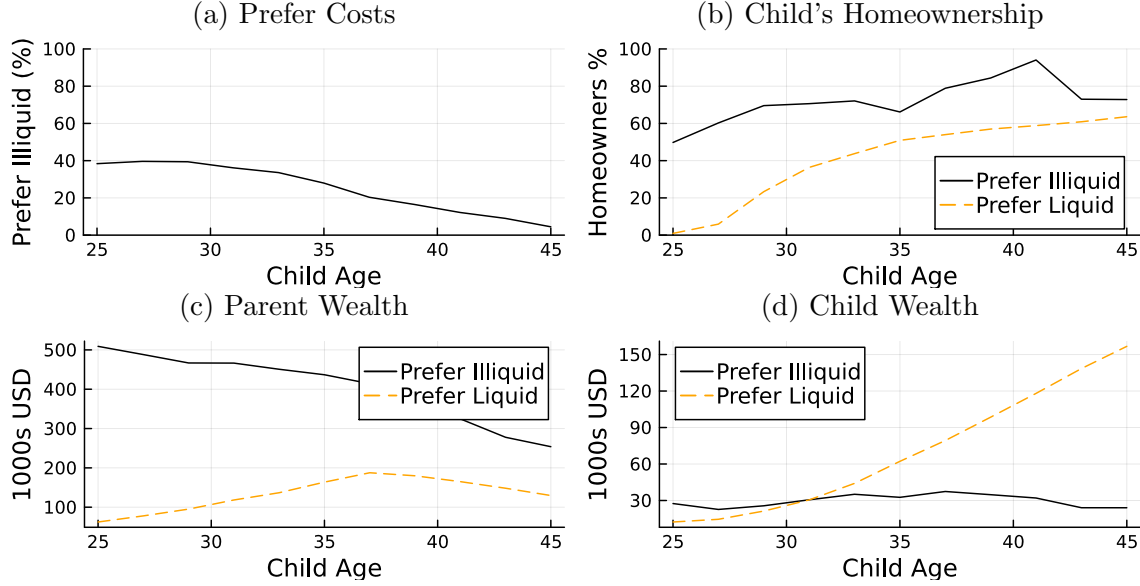 (a) Prefer Costs
Prefer Illiquid (%)
100
80
60
40
20
0
25 30 35 40 45
Child Age
(b) Child's Homeownership
Homeowners %
100
80
60
40
20
0
Prefer Illiquid
Prefer Liquid
25 30 35 40 45
Child Age
(c) Parent Wealth
1000s USD
500
400
300
200
100
Prefer Illiquid
Prefer Liquid
25 30 35 40 45
Child Age
(d) Child Wealth
1000s USD
150
120
90
60
30
Prefer Illiquid
Prefer Liquid
25 30 35 40 45
Child Age